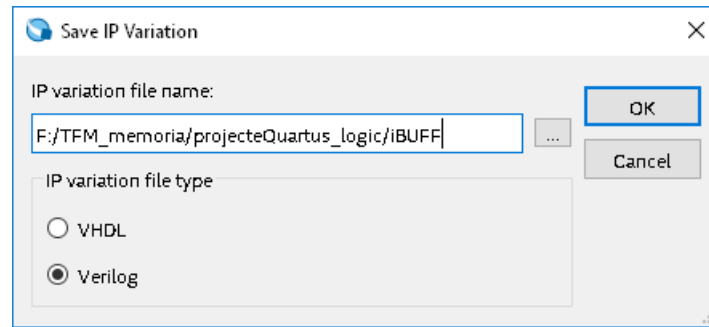 Save IP Variation
IP variation file name:
F:/TFM_memoria/projecteQuartus_logic/iBUFF
...
OK
Cancel
IP variation file type
VHDL
Verilog